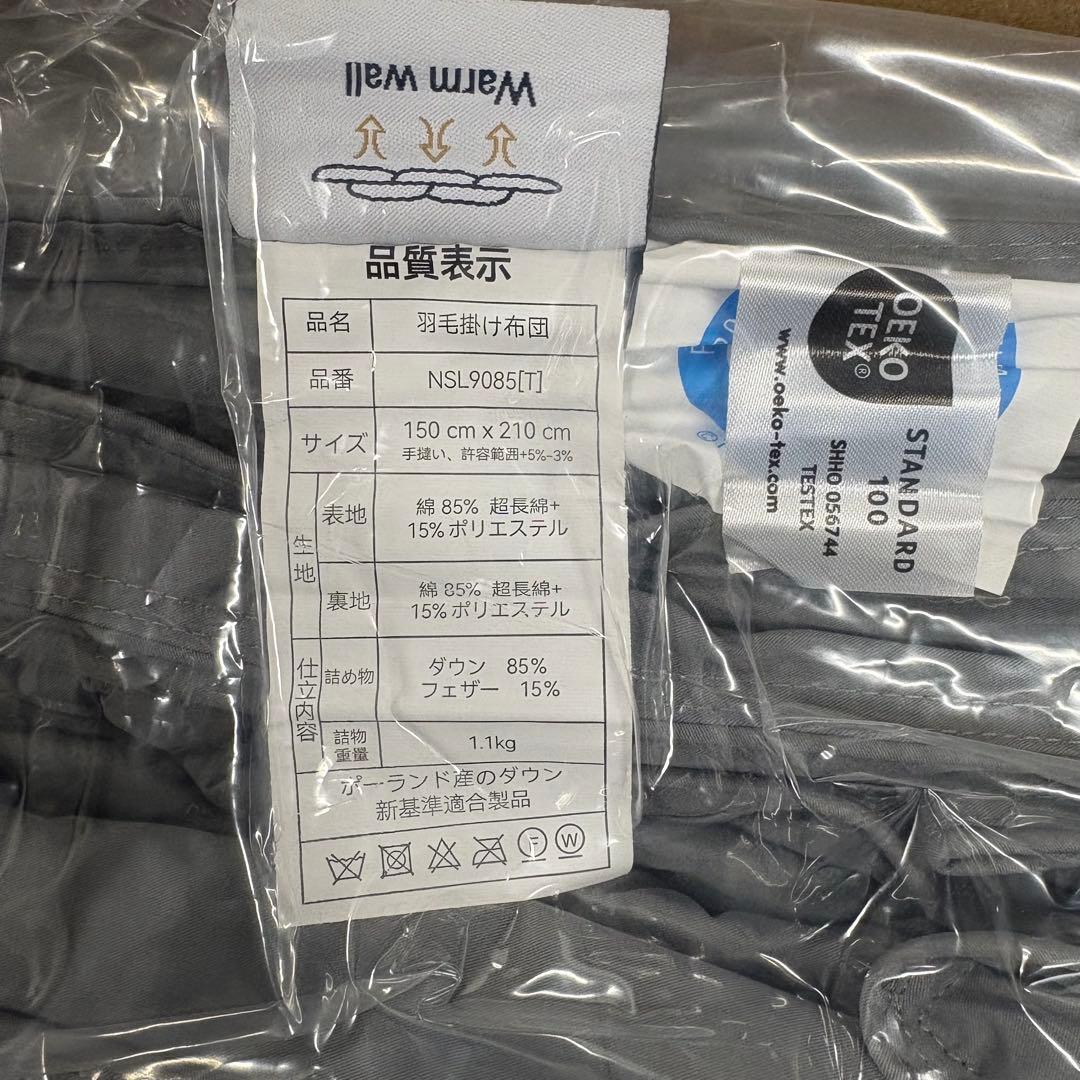 Warm wall
品質表示
品名 羽毛掛け布団
品番 NSL9085[T]
サイズ 150 cm x 210 cm
手縫い、許容範囲+5%-3%
表地 綿 85% 超長綿+
15%ポリエステル
地
裏地 綿 85% 超長綿+
15%ポリエステル
仕立内容
詰め物 ダウン 85%
フェザー 15%
詰物
重量 1.1kg
ポーランド産のダウン
新基準適合製品
F W
OEKO
TEX®
www.oeko-tex.com
STANDARD
100
SHHO 056744
TESTEX